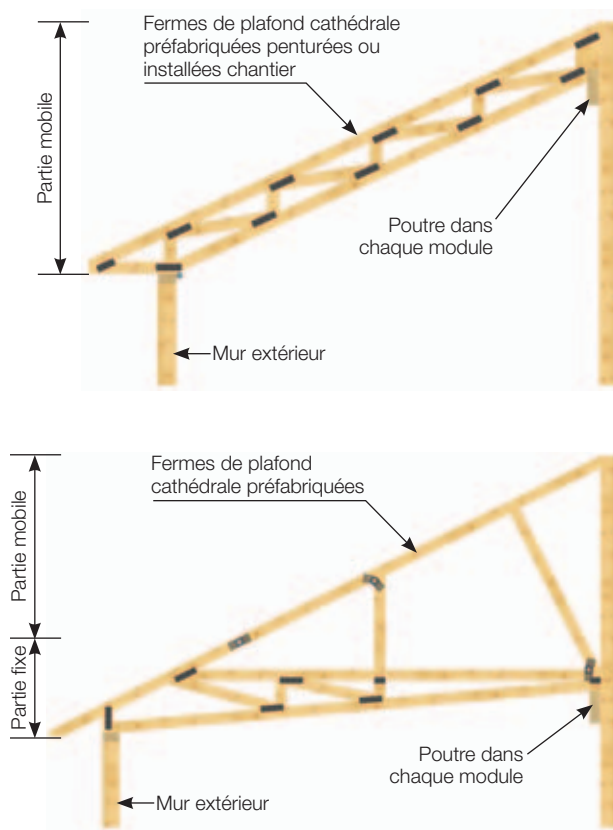 Fermes de plafond cathédrale
préfabriquées penturées ou
installées chantier
Partie mobile
Poutre dans
chaque module
Mur extérieur
Fermes de plafond
cathédrale préfabriquées
Partie mobile
Partie fixe
Poutre dans
chaque module
Mur extérieur